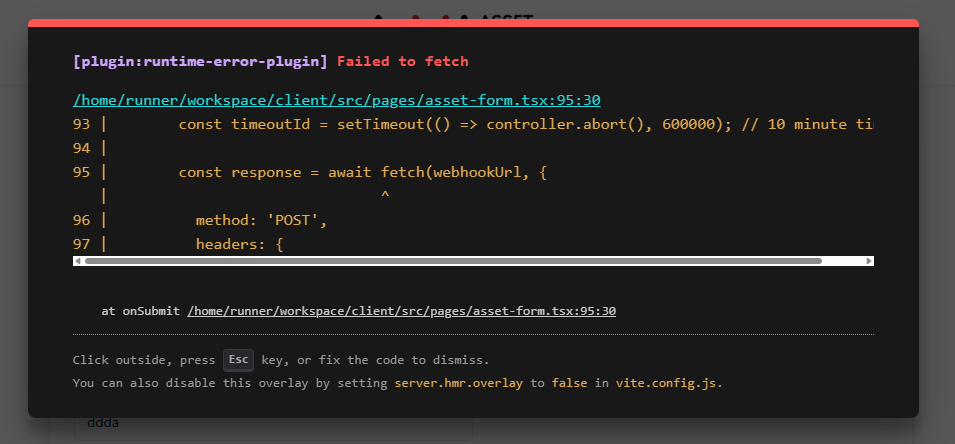 ASSET
[plugin:runtime-error-plugin] Failed to fetch
/home/runner/workspace/client/src/pages/asset-form.tsx:95:30
93 |        const timeoutId = setTimeout(() => controller.abort(), 600000); // 10 minute
94 |
95 |        const response = await fetch(webhookUrl, {
|                               ^
96 |          method: 'POST',
97 |          headers: {
at onSubmit /home/runner/workspace/client/src/pages/asset-form.tsx:95:30
Click outside, press Esc key, or fix the code to dismiss.
You can also disable this overlay by setting server.hmr.overlay to false in vite.config.js.
ddda